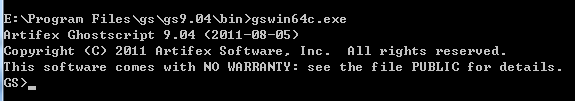 E:\Program Files\gs\gs9.04\bin>gswin64c.exe
Artifex Ghostscript 9.04 (2011-08-05)
Copyright (C) 2011 Artifex Software, Inc.  All rights reserved.
This software comes with NO WARRANTY: see the file PUBLIC for details.
GS>_